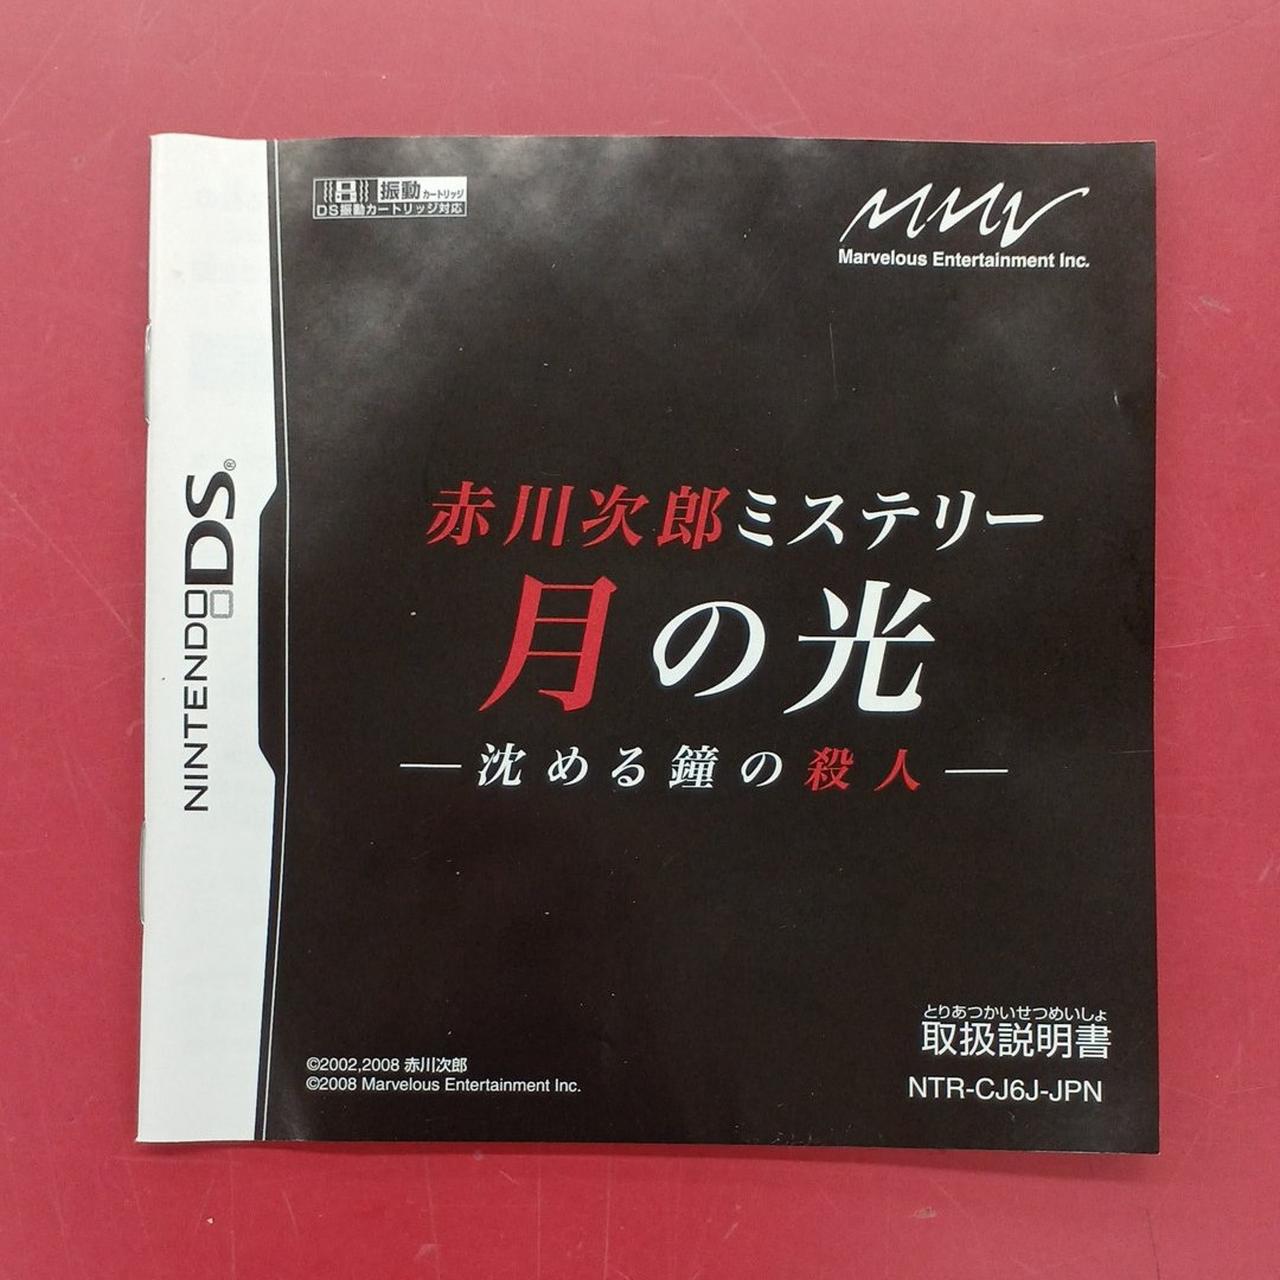 振動カートリッジ
DS振動カートリッジ対応
Marvelous Entertainment Inc.
NINTENDO DS®
赤川次郎ミステリー
月の光
―沈める鐘の殺人―
とりあつかいせつめいしょ
取扱説明書
NTR-CJ6J-JPN
©2002,2008 赤川次郎
©2008 Marvelous Entertainment Inc.